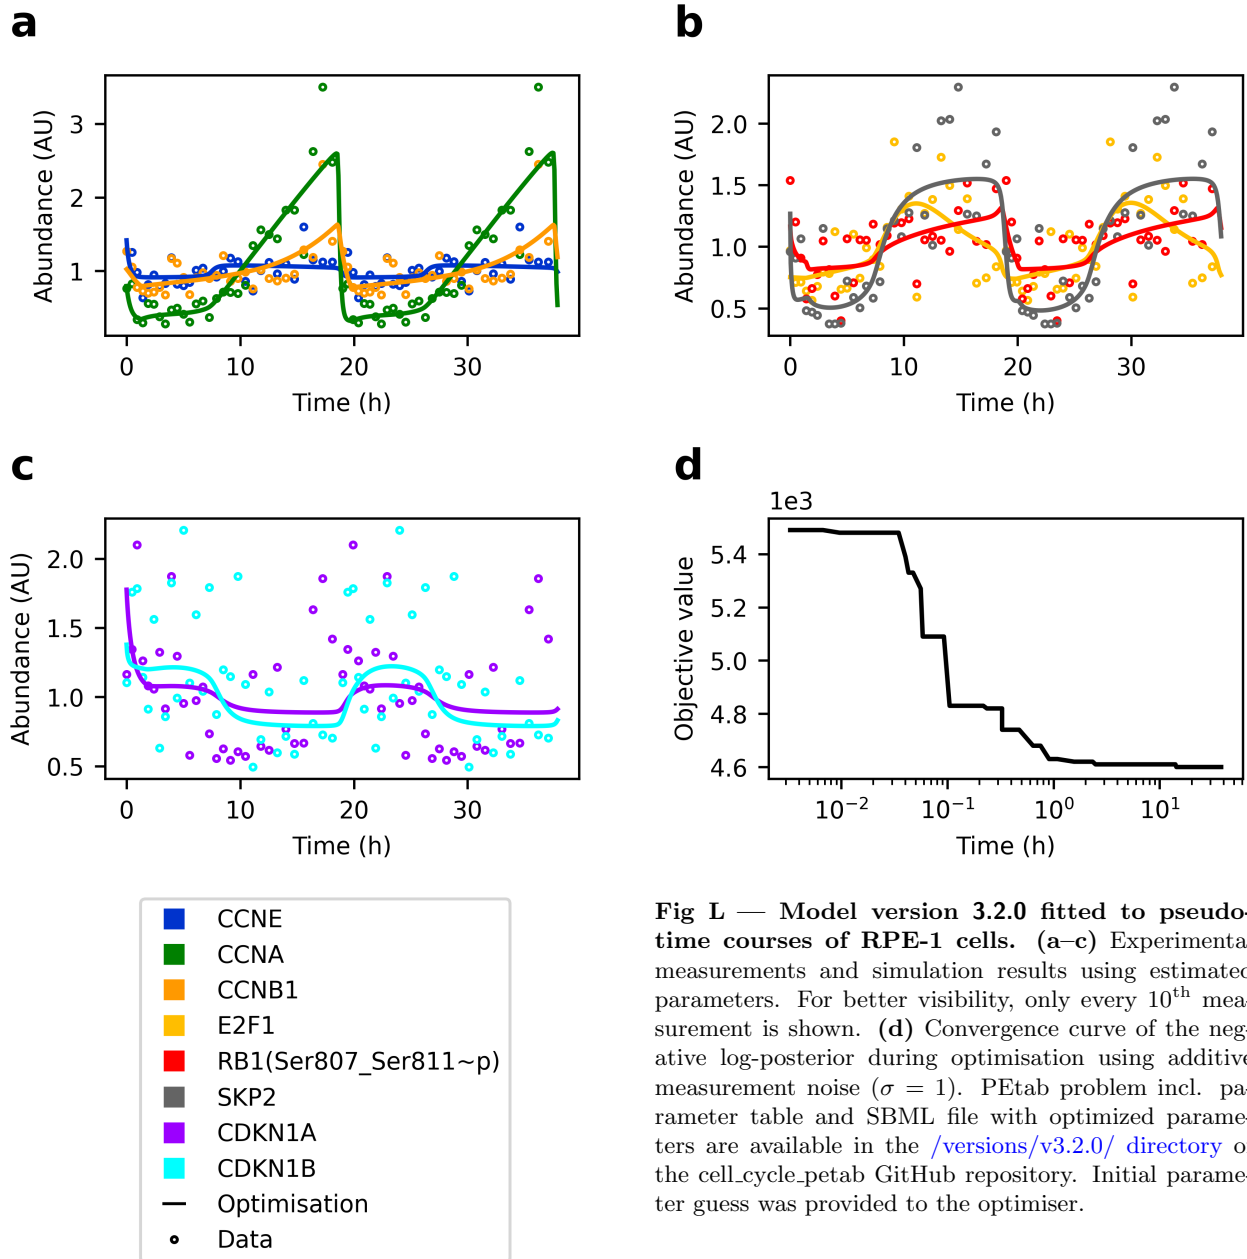 a
b
Abundance (AU)
3
2
1
0
10
20
30
Time (h)
Abundance (AU)
2.0
1.5
1.0
0.5
0
10
20
30
Time (h)
c
d
Abundance (AU)
2.0
1.5
1.0
0.5
0
10
20
30
Time (h)
1e3
Objective value
5.4
5.2
5.0
4.8
4.6
10⁻²
10⁻¹
10⁰
10¹
Time (h)
CCNE
CCNA
CCNB1
E2F1
RB1(Ser807_Ser811~p)
SKP2
CDKN1A
CDKN1B
Optimisation
Data
Fig L — Model version 3.2.0 fitted to pseudo-
time courses of RPE-1 cells. (a–c) Experimenta
measurements and simulation results using estimated
parameters. For better visibility, only every 10th mea-
surement is shown. (d) Convergence curve of the neg-
ative log-posterior during optimisation using additive
measurement noise (σ = 1). PEtab problem incl. pa-
rameter table and SBML file with optimized parame-
ters are available in the /versions/v3.2.0/ directory o
the cell_cycle_petab GitHub repository. Initial parame-
ter guess was provided to the optimiser.